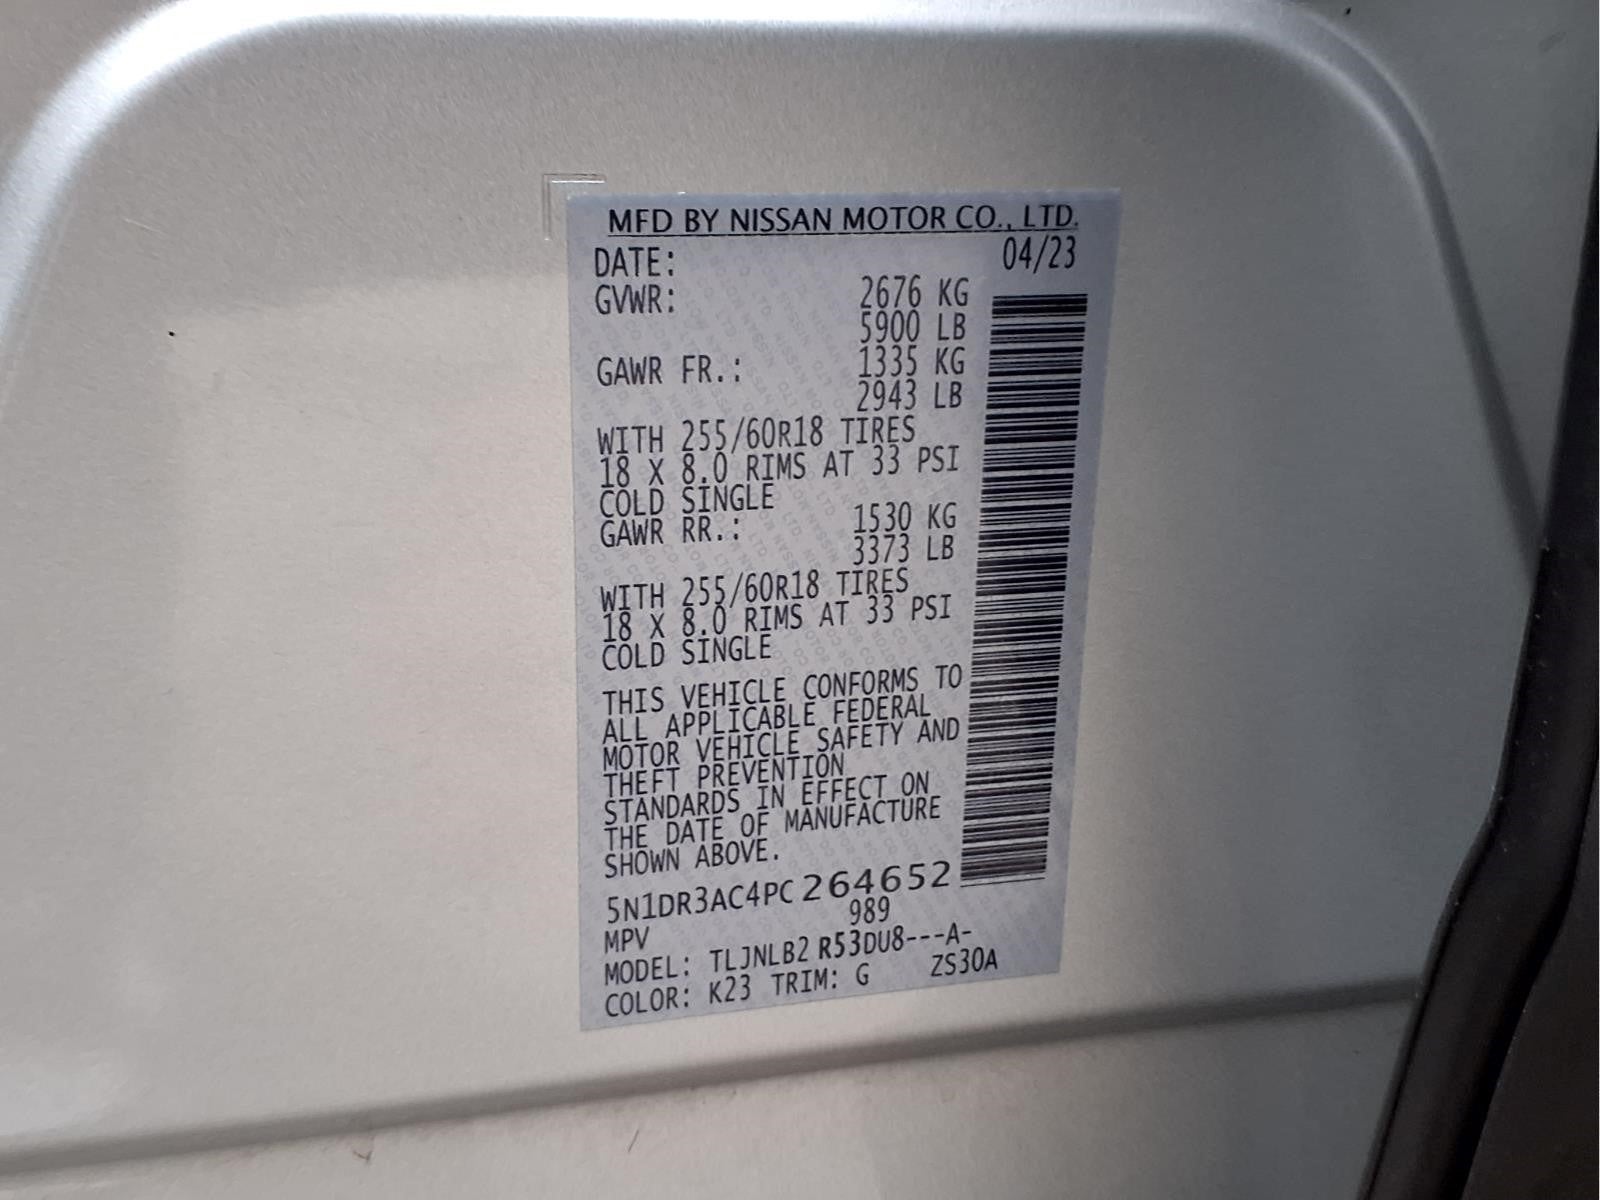 MFD BY NISSAN MOTOR CO., LTD.
DATE: 04/23
GVWR: 2676 KG
5900 LB
GAWR FR.: 1335 KG
2943 LB
WITH 255/60R18 TIRES
18 X 8.0 RIMS AT 33 PSI
COLD SINGLE
GAWR RR.: 1530 KG
3373 LB
WITH 255/60R18 TIRES
18 X 8.0 RIMS AT 33 PSI
COLD SINGLE
THIS VEHICLE CONFORMS TO
ALL APPLICABLE FEDERAL
MOTOR VEHICLE SAFETY AND
THEFT PREVENTION
STANDARDS IN EFFECT ON
THE DATE OF MANUFACTURE
SHOWN ABOVE.
5N1DR3AC4PC264652
989
MPV
MODEL: TLJNLB2 R53DU8---A-
COLOR: K23 TRIM: G ZS30A